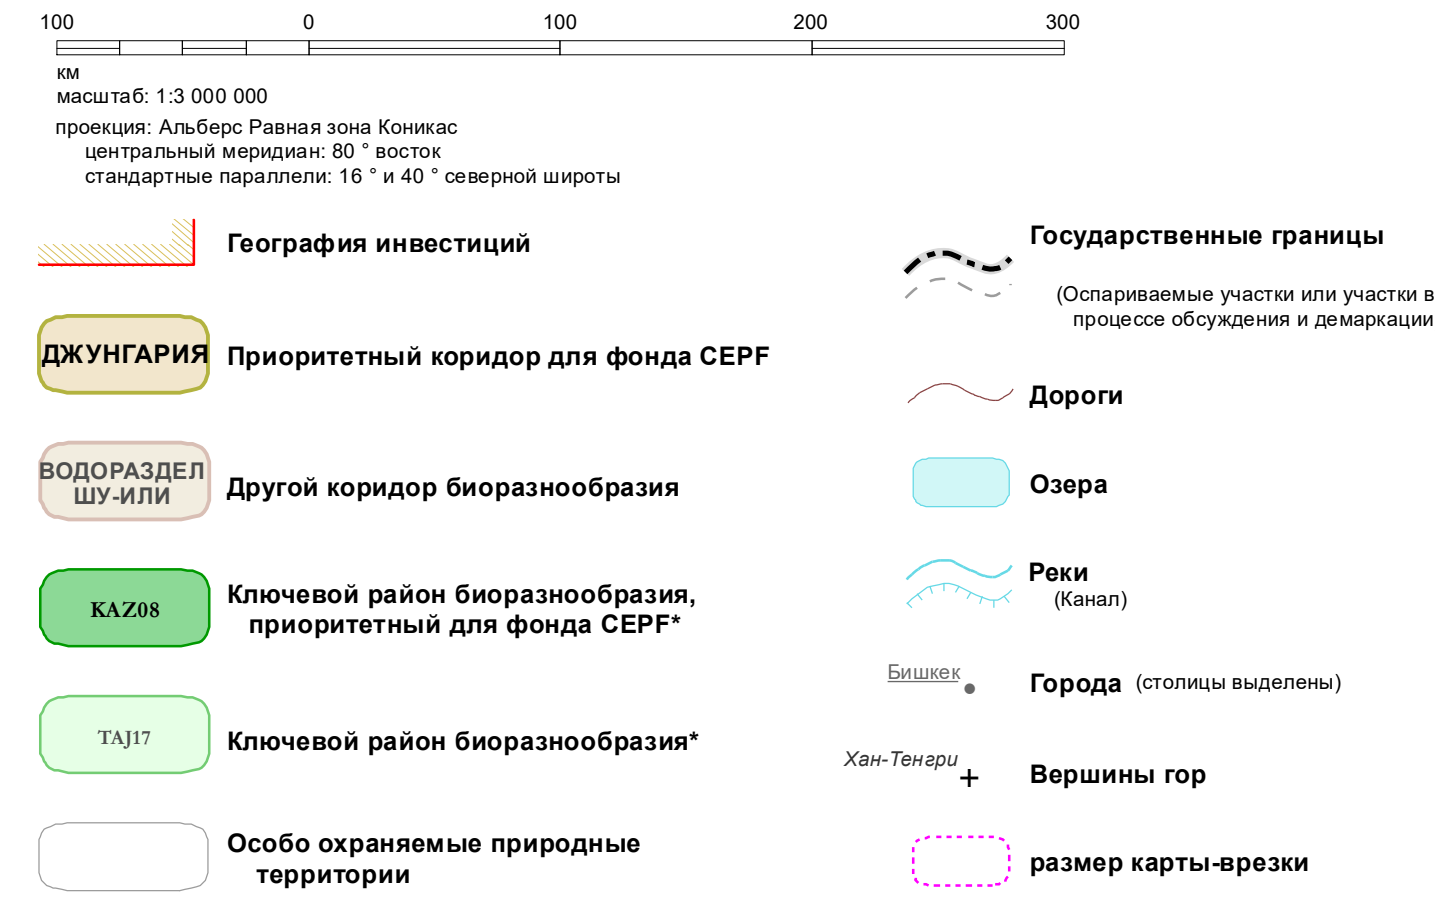 100 0 100 200 300
км
масштаб: 1:3 000 000
проекция: Альберс Равная зона Коникас
центральный меридиан: 80 ° восток
стандартные параллели: 16 ° и 40 ° северной широты
География инвестиций
ДЖУНГАРИЯ
Приоритетный коридор для фонда CEPF
ВОДОРАЗДЕЛ
ШУ-ИЛИ
Другой коридор биоразнообразия
KAZ08
Ключевой район биоразнообразия,
приоритетный для фонда CEPF*
TAJ17
Ключевой район биоразнообразия*
Особо охраняемые природные
территории
Государственные границы
(Оспариваемые участки или участки в
процессе обсуждения и демаркации
Дороги
Озера
Реки
(Канал)
Бишкек
Города (столицы выделены)
Хан-Тенгри
Вершины гор
размер карты-врезки